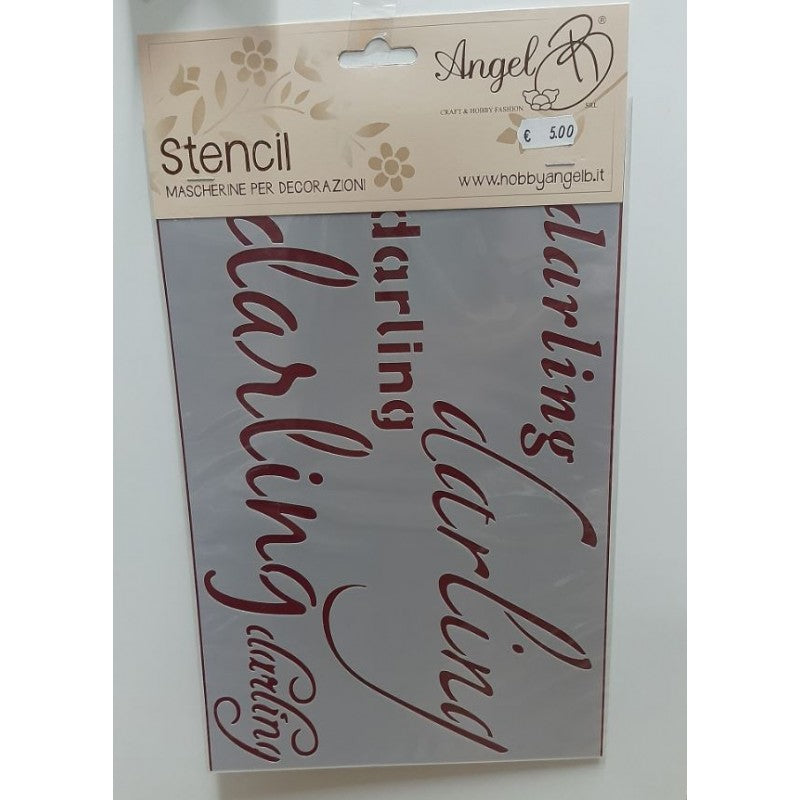 Angel B®
CRAFT & HOBBY FASHION SRL
€ 5.00
Stencil
MASCHERINE PER DECORAZIONI
www.hobbyangelb.it
darling
darling
darling
darling
darling